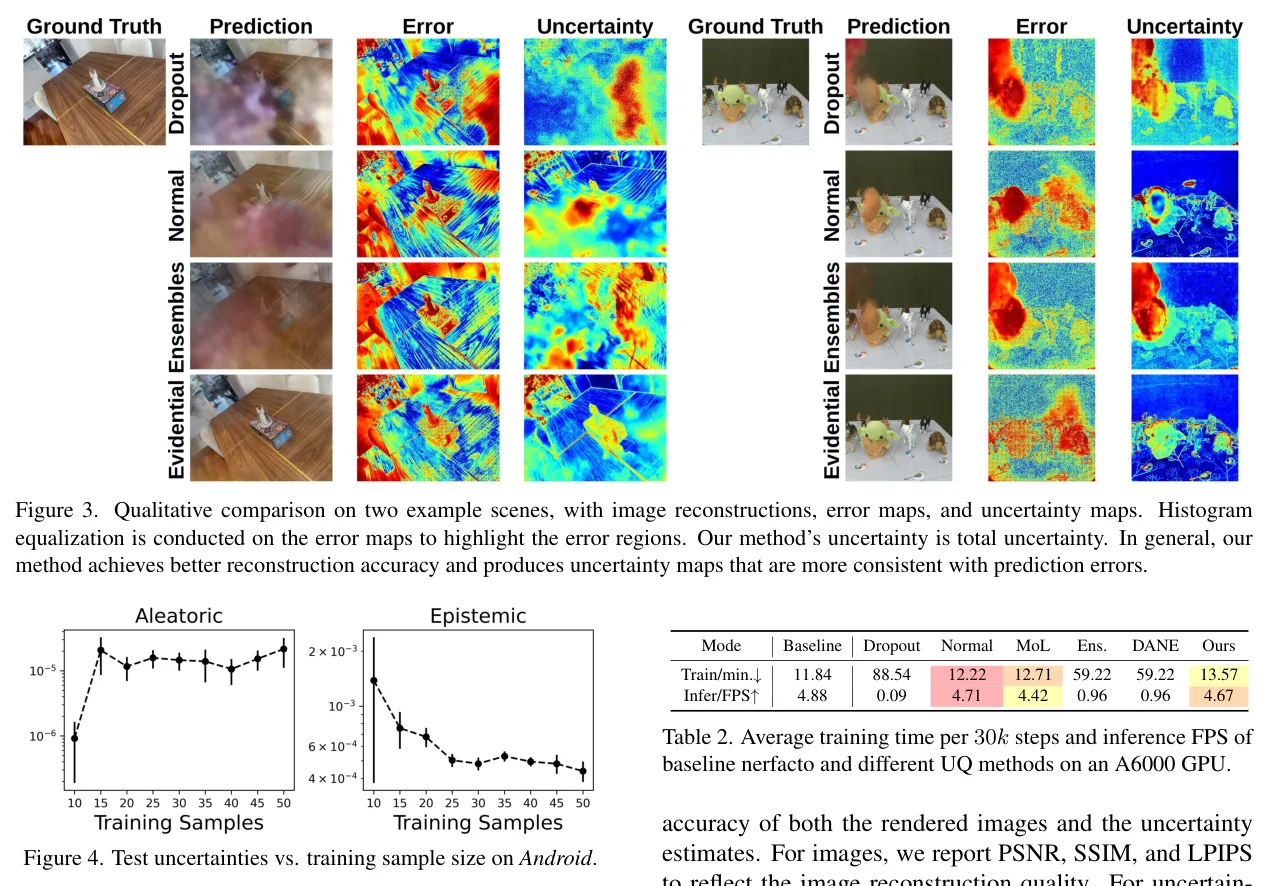 Ground Truth Prediction Error Uncertainty Ground Truth Prediction Error Uncertainty
Dropout Dropout
Normal Normal
Ensembles Ensembles
Evidential Evidential
Figure 3. Qualitative comparison on two example scenes, with image reconstructions, error maps, and uncertainty maps. Histogram
equalization is conducted on the error maps to highlight the error regions. Our method's uncertainty is total uncertainty. In general, our
method achieves better reconstruction accuracy and produces uncertainty maps that are more consistent with prediction errors.
Aleatoric
10⁻⁵
10⁻⁶
10 15 20 25 30 35 40 45 50
Training Samples
Epistemic
2 × 10⁻³
10⁻³
6 × 10⁻⁴
4 × 10⁻⁴
10 15 20 25 30 35 40 45 50
Training Samples
Figure 4. Test uncertainties vs. training sample size on Android.
Mode Baseline Dropout Normal MoL Ens. DANE Ours
Train/min.↓ 11.84 88.54 12.22 12.71 59.22 59.22 13.57
Infer/FPS↑ 4.88 0.09 4.71 4.42 0.96 0.96 4.67
Table 2. Average training time per 30k steps and inference FPS of
baseline nerfacto and different UQ methods on an A6000 GPU.
accuracy of both the rendered images and the uncertainty
estimates. For images, we report PSNR, SSIM, and LPIPS
to reflect the image reconstruction quality. For uncertain-